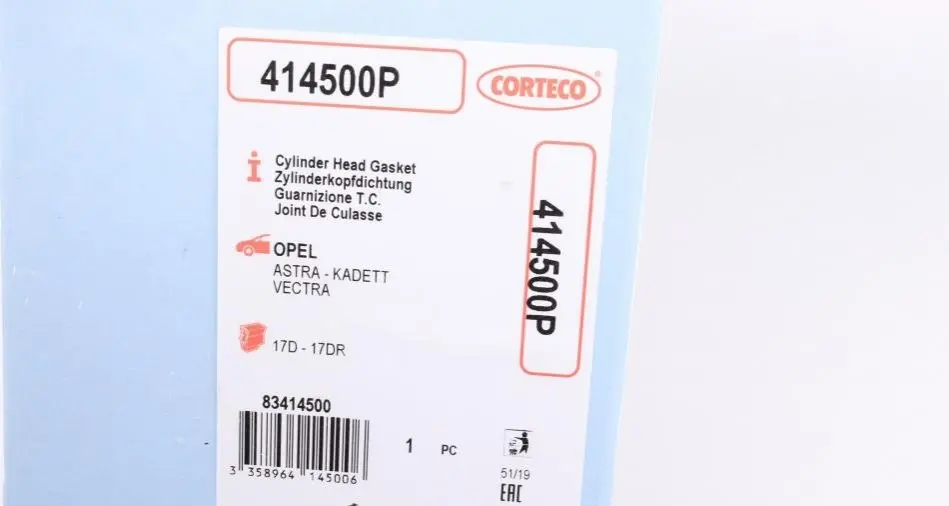 414500P
CORTECO
Cylinder Head Gasket
Zylinderkopfdichtung
Guarnizione T.C.
Joint De Culasse
414500P
OPEL
ASTRA - KADETT
VECTRA
17D - 17DR
83414500
3 358964 145006
1 PC
51/19
EAC